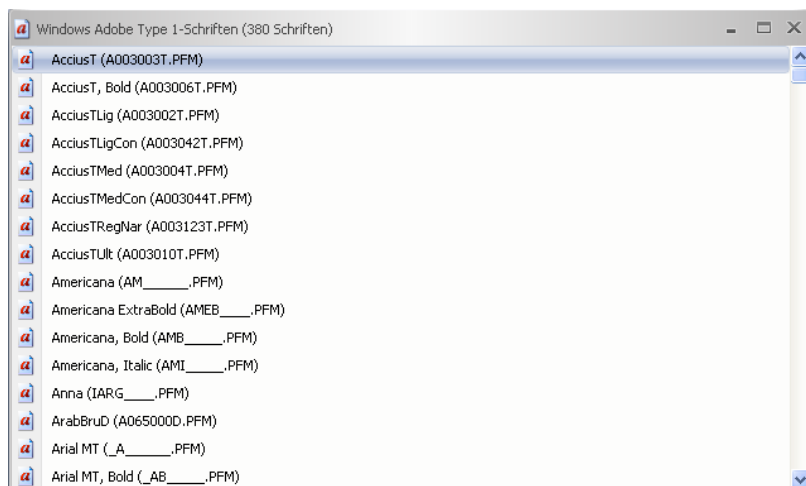 Windows Adobe Type 1-Schriften (380 Schriften)
AcciusT (A003003T.PFM)
AcciusT, Bold (A003006T.PFM)
AcciusTLig (A003002T.PFM)
AcciusTLigCon (A003042T.PFM)
AcciusTMed (A003004T.PFM)
AcciusTMedCon (A003044T.PFM)
AcciusTRegNar (A003123T.PFM)
AcciusTUlt (A003010T.PFM)
Americana (AM______.PFM)
Americana ExtraBold (AMEB____.PFM)
Americana, Bold (AMB_____.PFM)
Americana, Italic (AMI_____.PFM)
Anna (IARG____.PFM)
ArabBruD (A065000D.PFM)
Arial MT (_A______.PFM)
Arial MT, Bold (_AB_____.PFM)